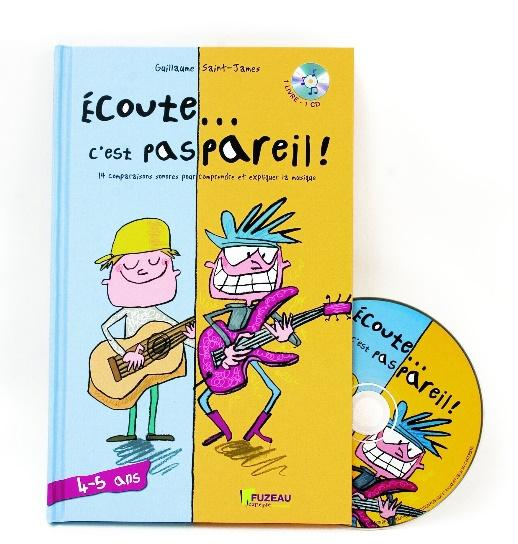 Guillaume Saint-James
1 LIVRE - 1 CD
Écoute...
c'est pas pareil !
14 comparaisons sonores pour comprendre et expliquer la musique
4-5 ans
FUZEAU
Écoute...
c'est pas pareil !